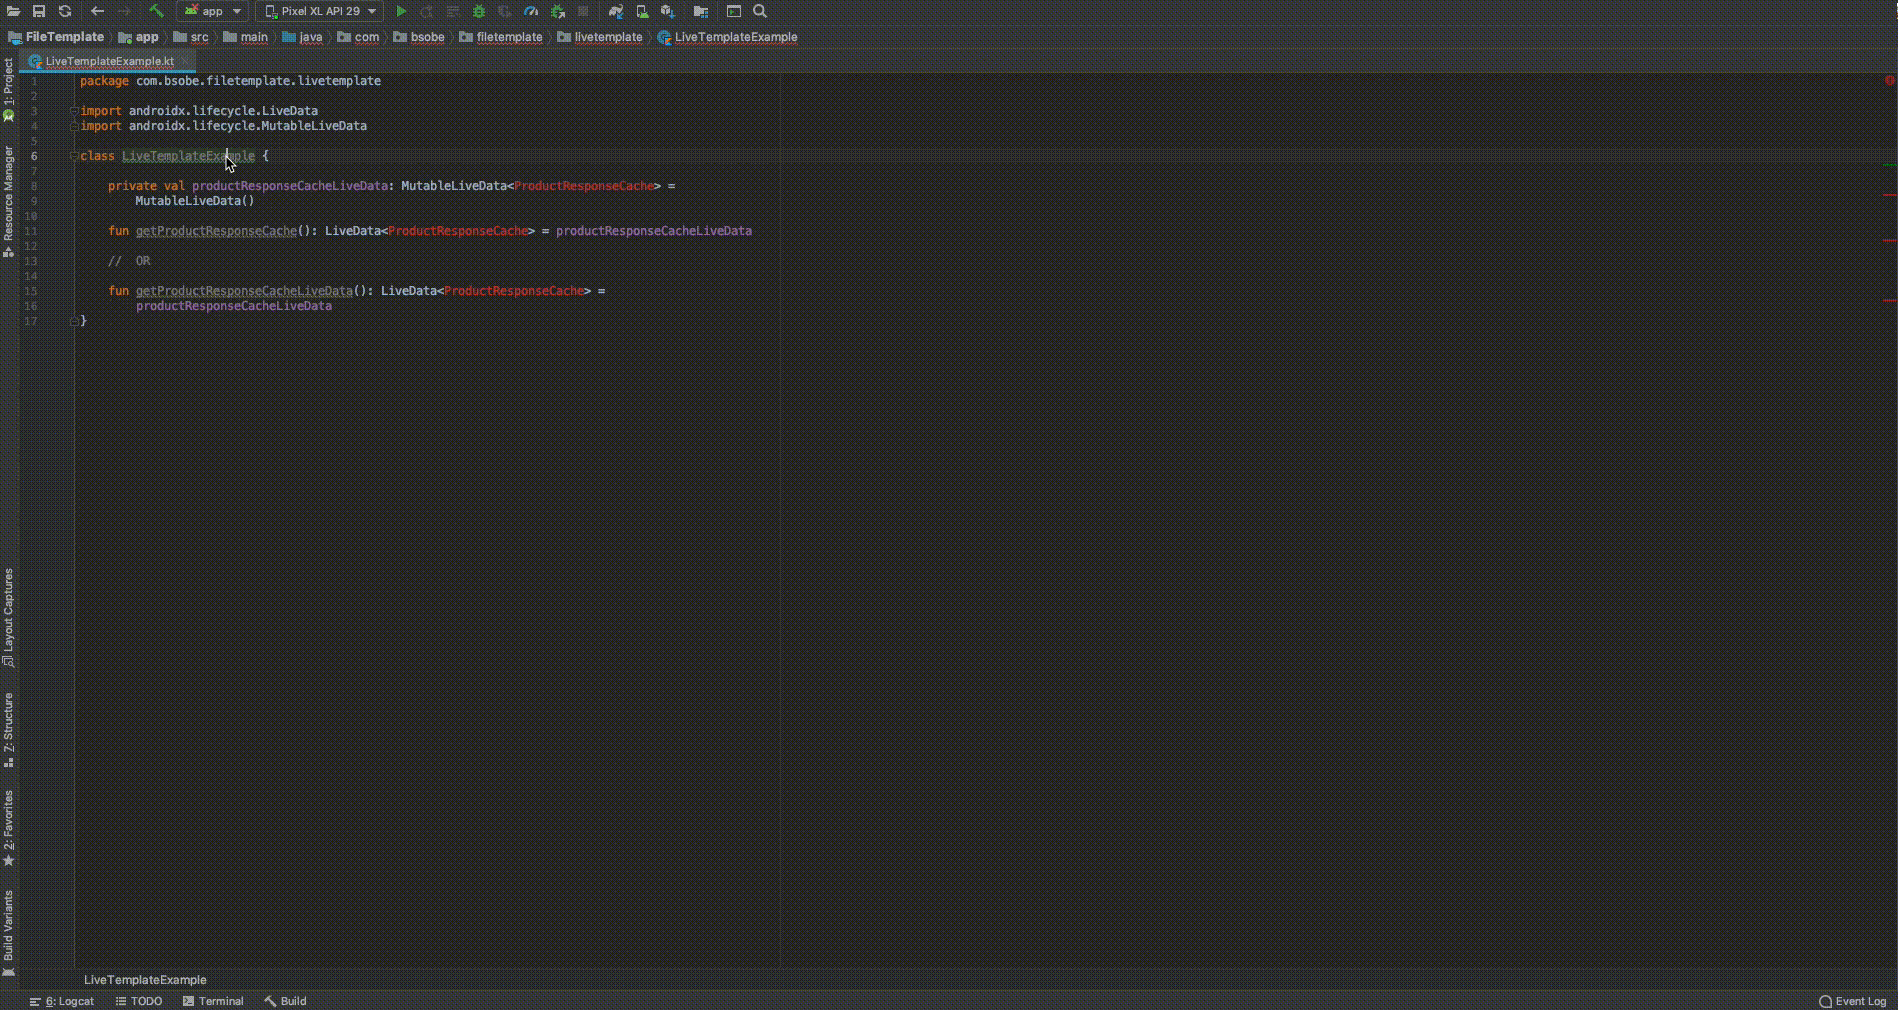 app
Pixel XL API 29
FileTemplate
app
src
main
java
com
bsobe
filetemplate
livetemplate
LiveTemplateExample
LiveTemplateExample.kt
1: Project
Resource Manager
Layout Captures
Z: Structure
2: Favorites
Build Variants
1 package com.bsobe.filetemplate.livetemplate
2
3 import androidx.lifecycle.LiveData
4 import androidx.lifecycle.MutableLiveData
5
6 class LiveTemplateExample {
7
8 private val productResponseCacheLiveData: MutableLiveData<ProductResponseCache> =
9 MutableLiveData()
10
11 fun getProductResponseCache(): LiveData<ProductResponseCache> = productResponseCacheLiveData
12
13 // OR
14
15 fun getProductResponseCacheLiveData(): LiveData<ProductResponseCache> =
16 productResponseCacheLiveData
17 }
LiveTemplateExample
6: Logcat
TODO
Terminal
Build
Event Log